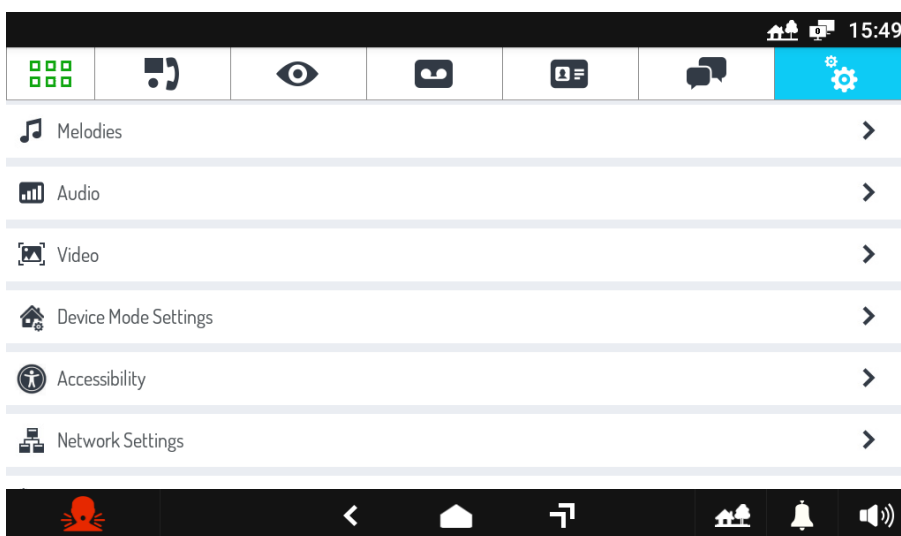 15:49
Melodies
Audio
Video
Device Mode Settings
Accessibility
Network Settings